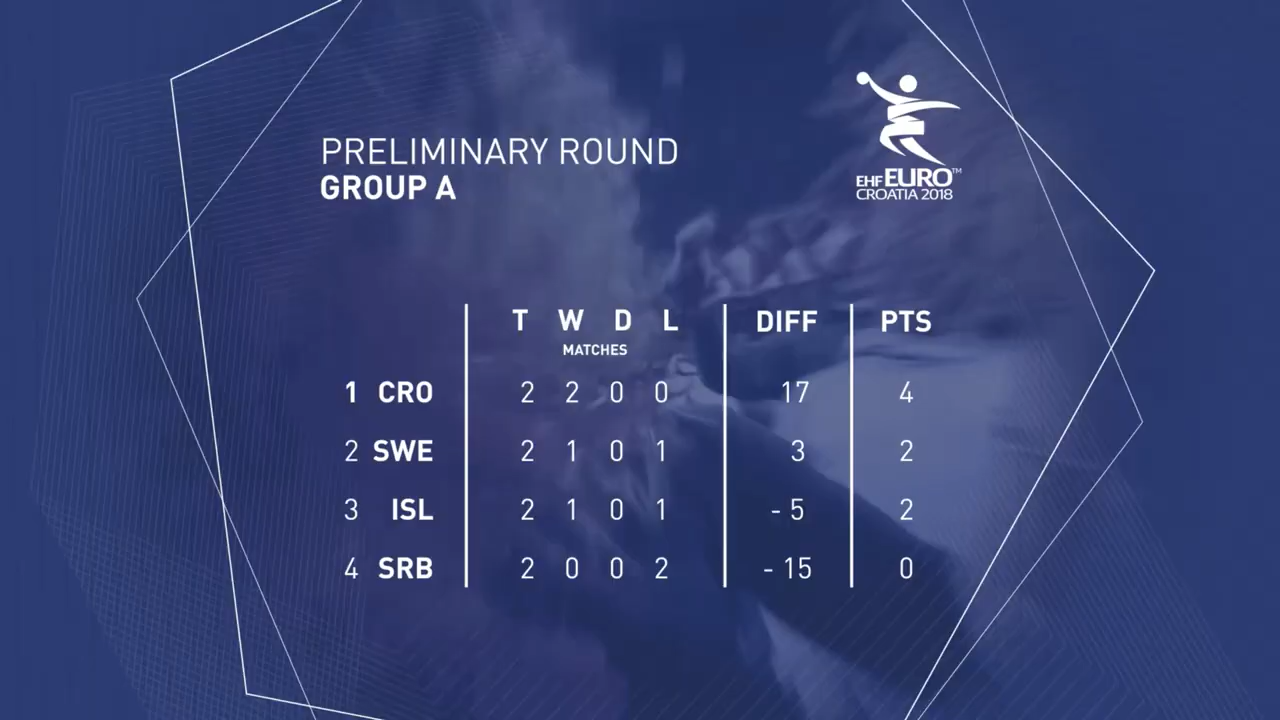 PRELIMINARY ROUND
GROUP A
EHF EURO™
CROATIA 2018
T W D L DIFF PTS
MATCHES
1 CRO 2 2 0 0 17 4
2 SWE 2 1 0 1 3 2
3 ISL 2 1 0 1 - 5 2
4 SRB 2 0 0 2 - 15 0